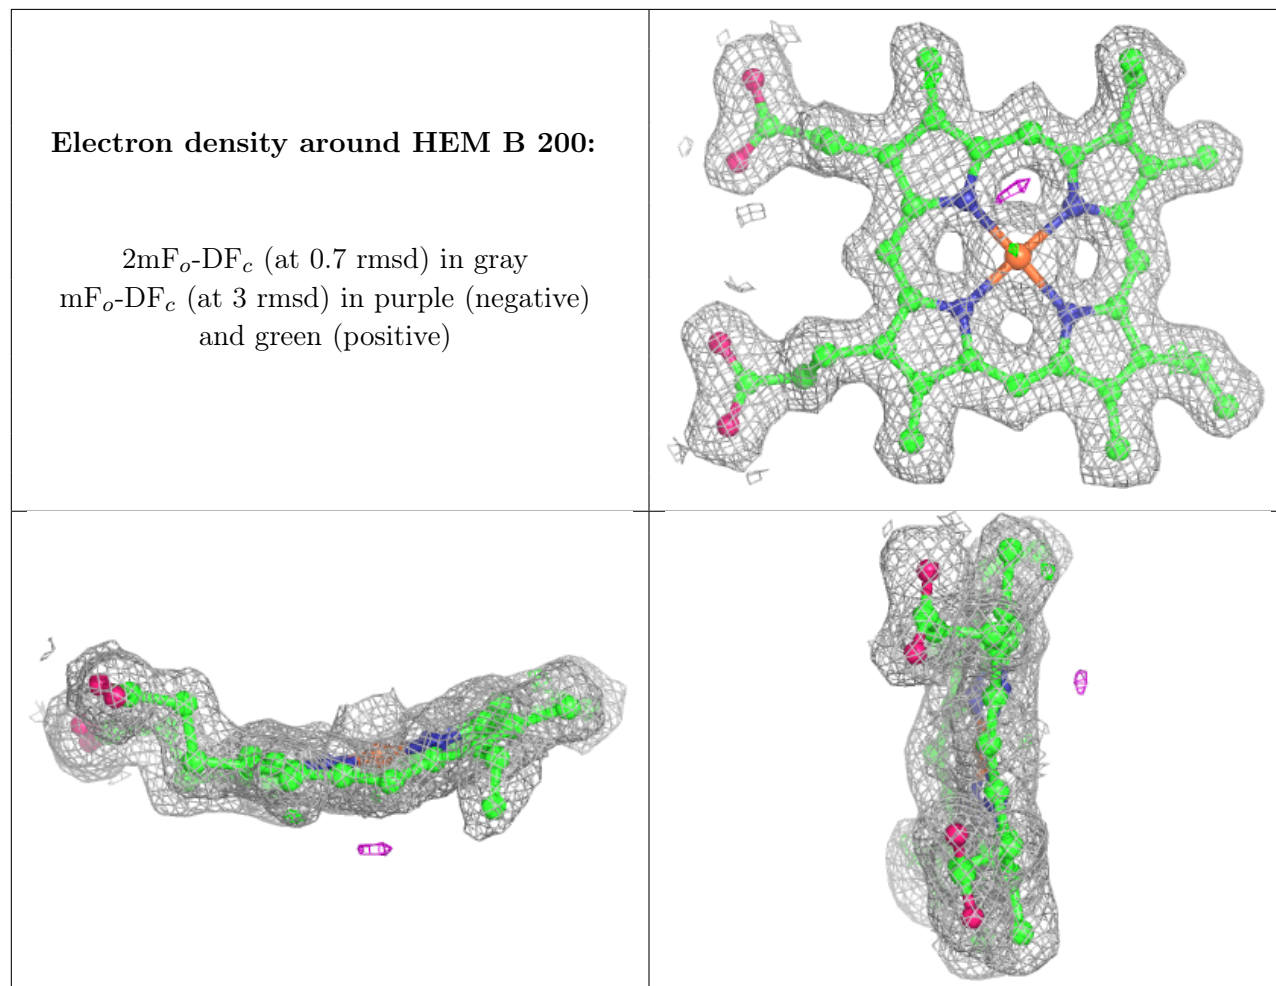 Electron density around HEM B 200:
2mFo-DFc (at 0.7 rmsd) in gray
mFo-DFc (at 3 rmsd) in purple (negative)
and green (positive)